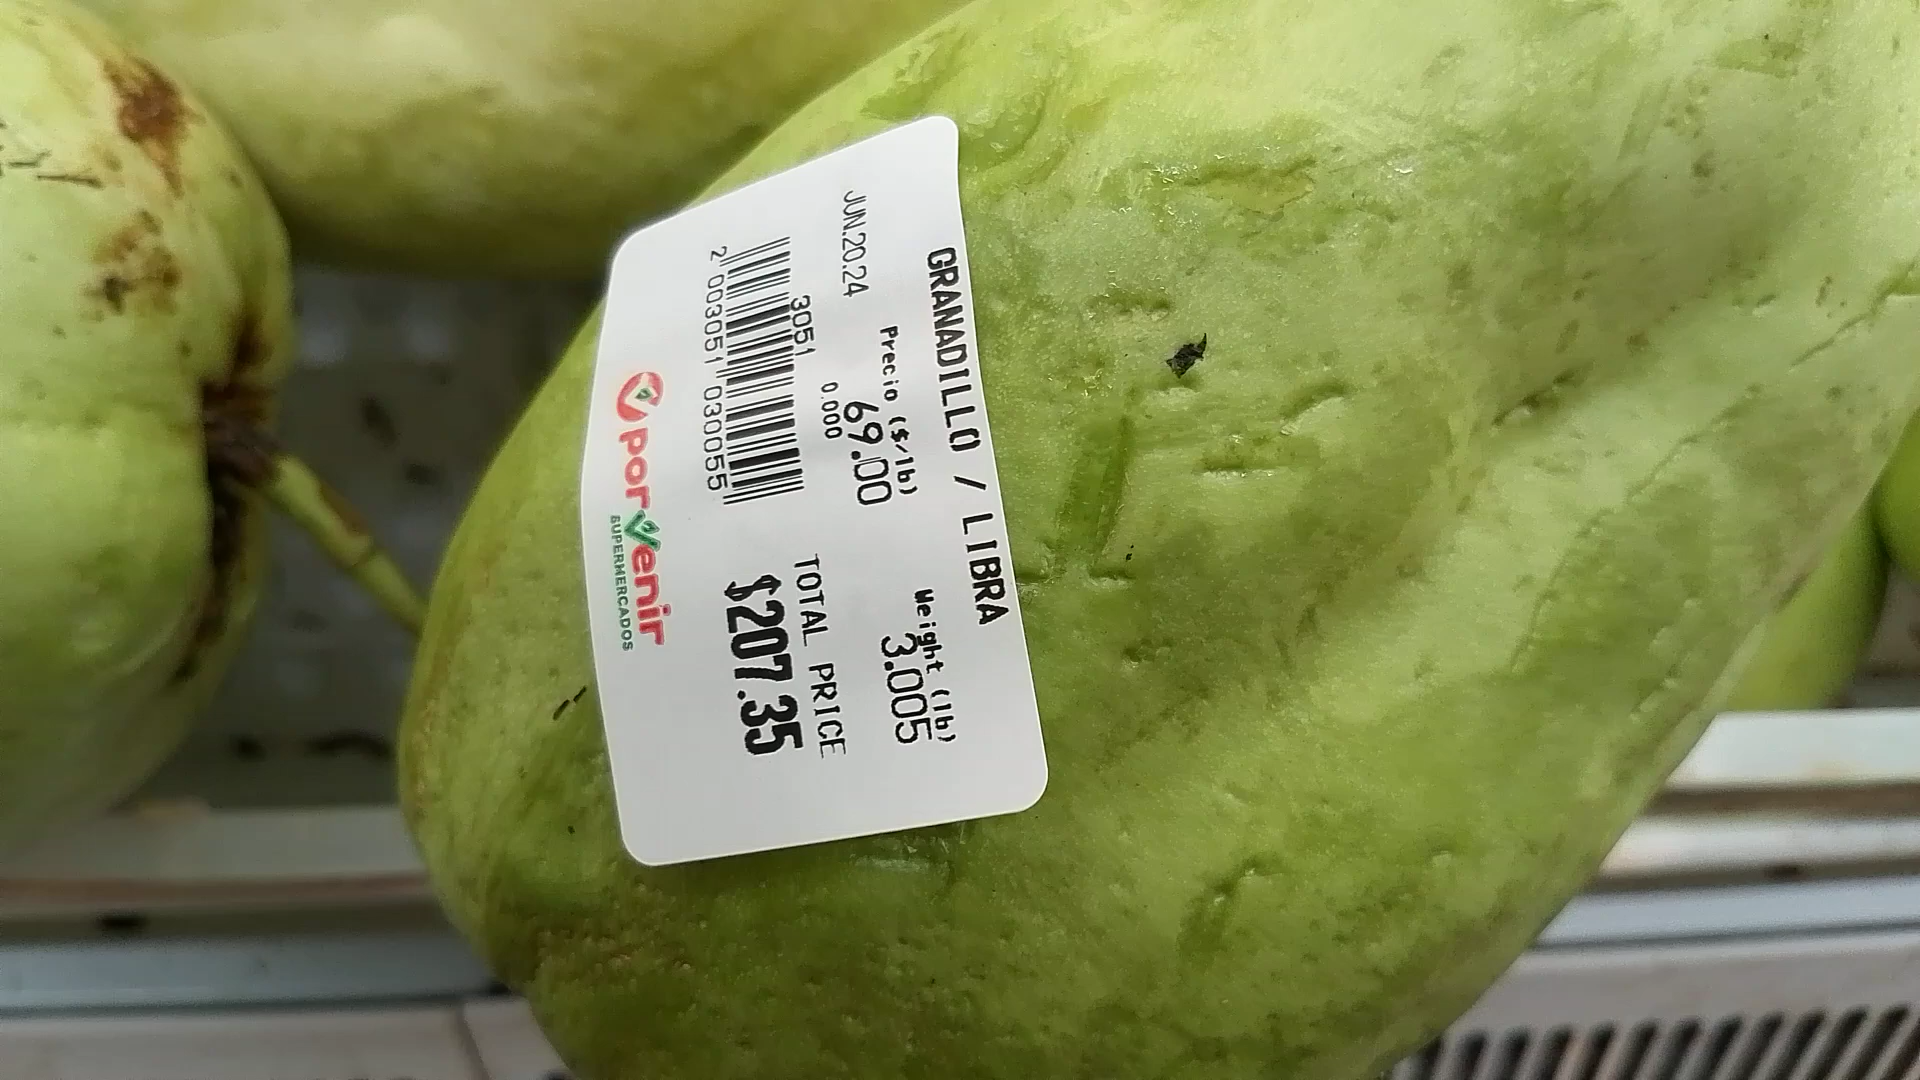 GRANADILLO / LIBRA
Precio ($/lb)
Weight (lb)
JUN.20.24
69.00
3.005
0.000
3051
TOTAL PRICE
$207.35
2 003051 030055
porvenir
SUPERMERCADOS